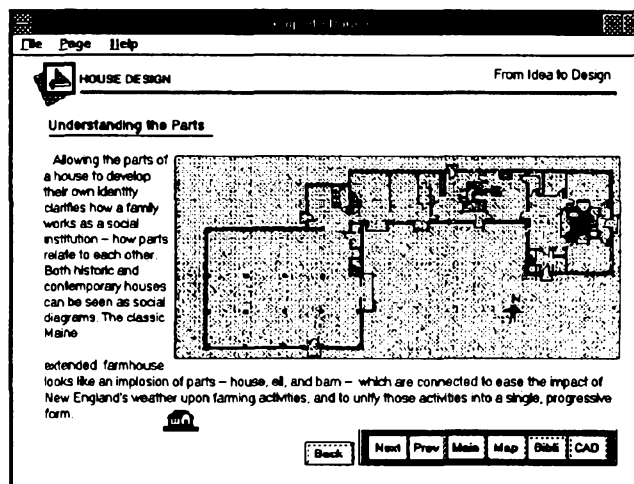 File Page Help
HOUSE DESIGN
From Idea to Design
Understanding the Parts
Allowing the parts of
a house to develop
their own identity
clarifies how a family
works as a social
institution – how parts
relate to each other.
Both historic and
contemporary houses
can be seen as social
diagrams. The classic
Maine
extended farmhouse
looks like an implosion of parts – house, ell, and barn – which are connected to ease the impact of
New England's weather upon farming activities, and to unify those activities into a single, progressive
form.
Back Next Prev Main Map Bibli CAD